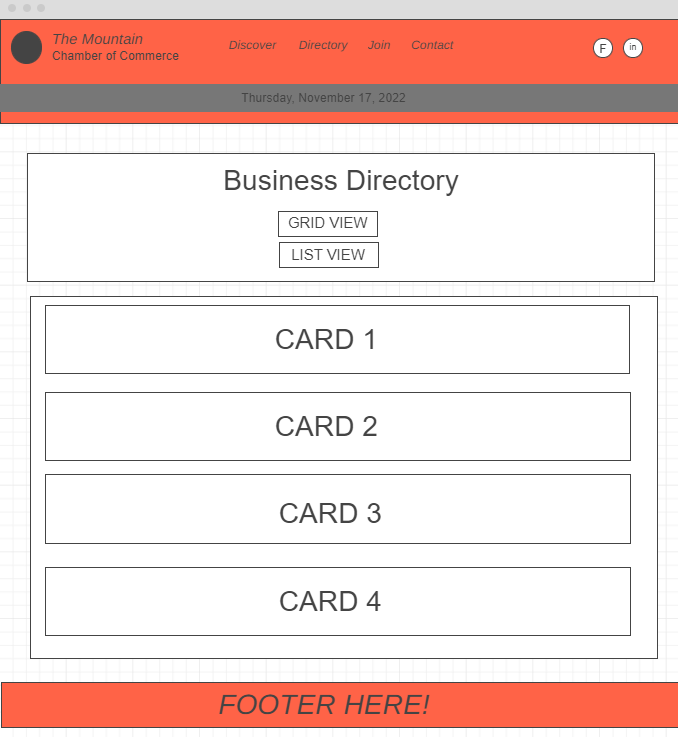 The Mountain
Chamber of Commerce
Discover
Directory
Join
Contact
F
in
Thursday, November 17, 2022
Business Directory
GRID VIEW
LIST VIEW
CARD 1
CARD 2
CARD 3
CARD 4
FOOTER HERE!